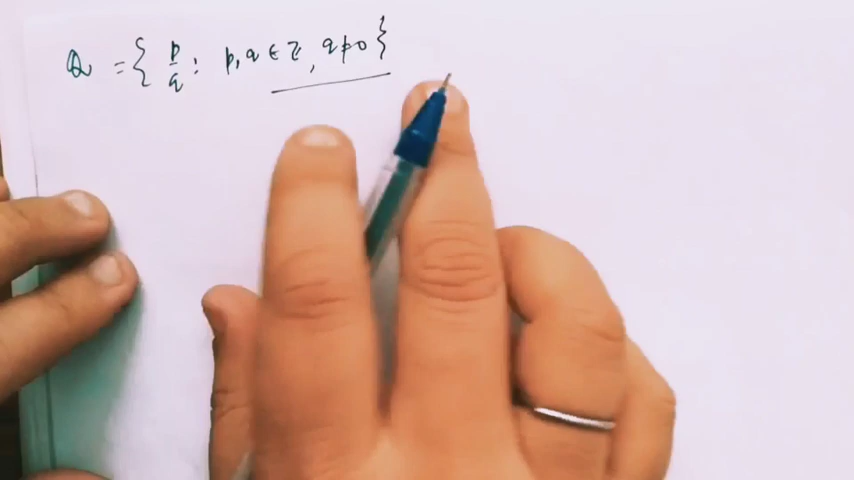 Q = { p/q : p, q ∈ ℤ, q ≠ 0 }